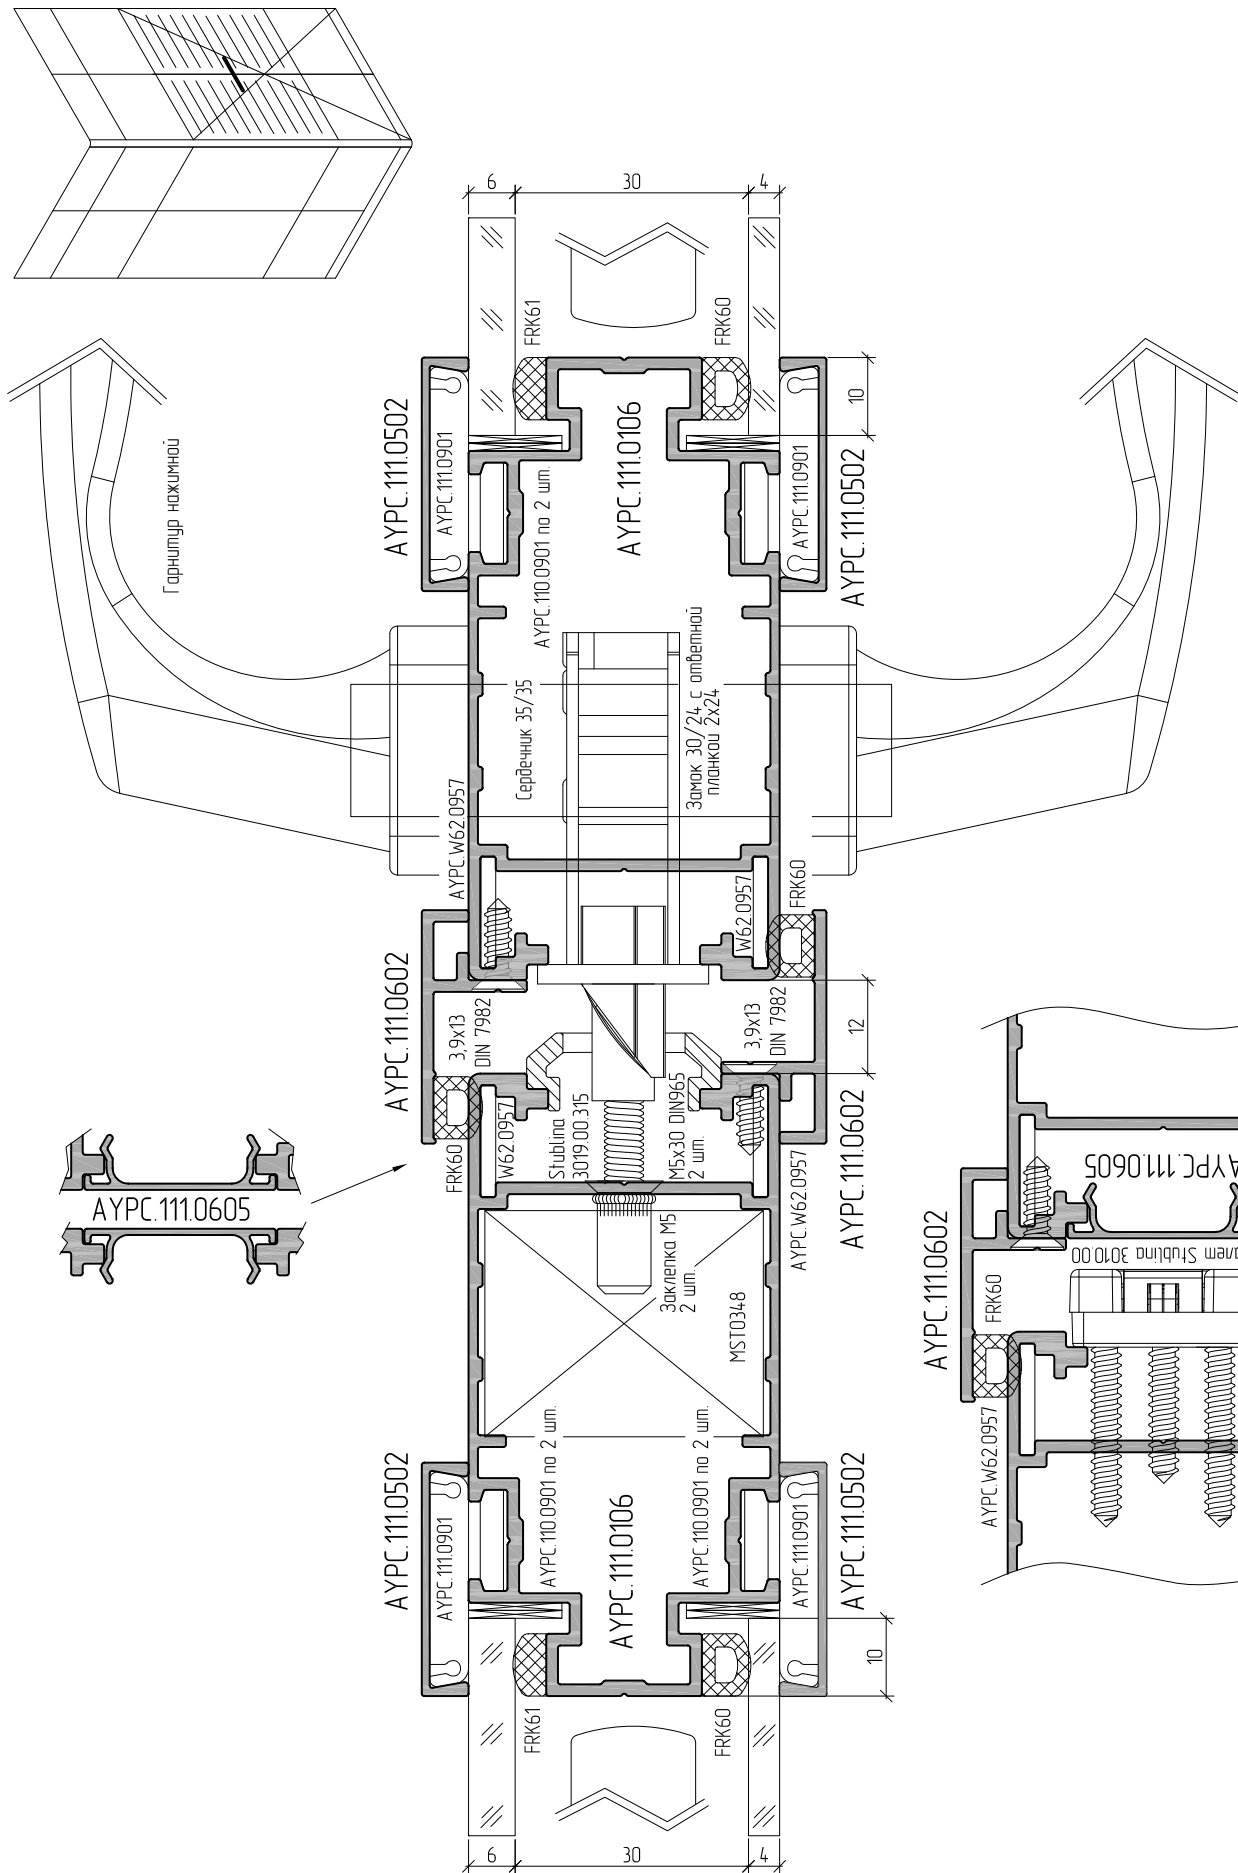 6
30
4
FRK61
FRK60
10
AYPC.111.0502
AYPC.111.0901
Гарнитур нажимной
AYPC.110.0901 по 2 шт.
AYPC.111.0106
AYPC.111.0901
AYPC.111.0502
Сердечник 35/35
Замок 30/24 с ответной
планкой 2х24
AYPC.W62.0957
W62.0957
FRK60
AYPC.111.0602
3,9x13
DIN 7982
3,9x13
DIN 7982
12
AYPC.111.0605
FRK60
W62.0957
Stublina
3019.00.315
M5x30 DIN965
2 шт.
AYPC.W62.0957
AYPC.111.0602
Заклепка М5
2 шт.
MST0348
AYPC.111.0502
AYPC.111.0901
AYPC.110.0901 по 2 шт.
AYPC.111.0106
AYPC.110.0901 по 2 шт.
AYPC.111.0901
AYPC.111.0502
10
FRK61
FRK60
6
30
4
AYPC.111.0602
FRK60
AYPC.W62.0957
AYPC.111.0605
Stublina 3010.00